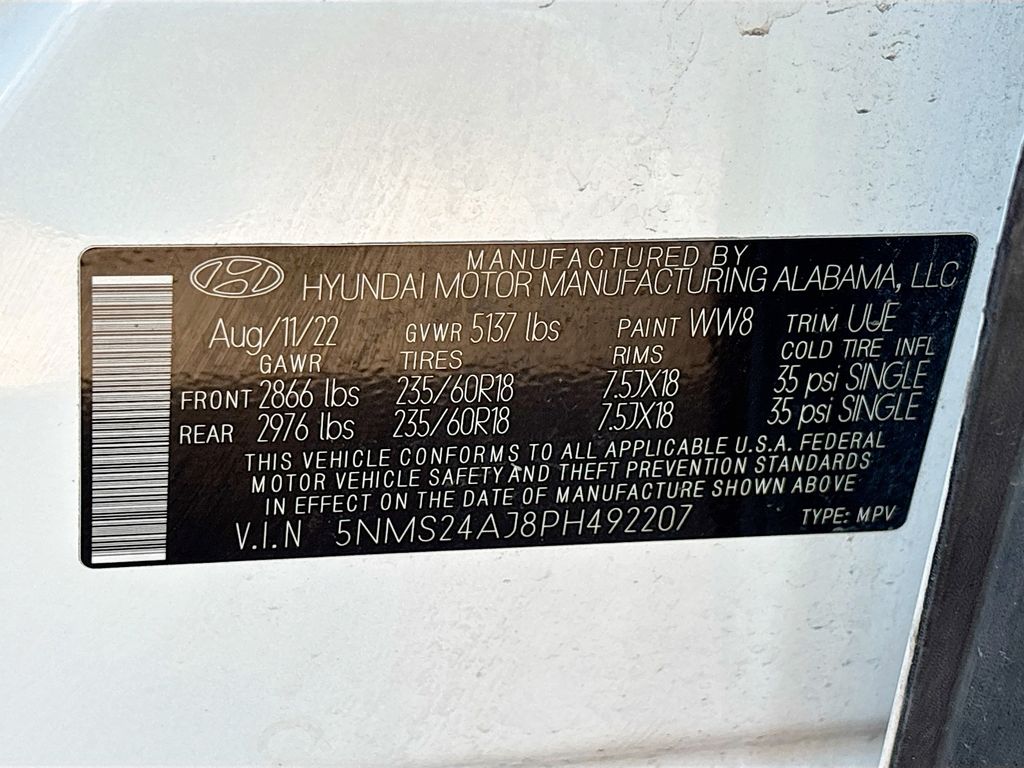 MANUFACTURED BY
HYUNDAI MOTOR MANUFACTURING ALABAMA, LLC
Aug/11/22 GVWR 5137 lbs PAINT WW8 TRIM UUE
GAWR TIRES RIMS COLD TIRE INFL
FRONT 2866 lbs 235/60R18 7.5JX18 35 psi SINGLE
REAR 2976 lbs 235/60R18 7.5JX18 35 psi SINGLE
THIS VEHICLE CONFORMS TO ALL APPLICABLE U.S.A. FEDERAL
MOTOR VEHICLE SAFETY AND THEFT PREVENTION STANDARDS
IN EFFECT ON THE DATE OF MANUFACTURE SHOWN ABOVE
V.I.N 5NMS24AJ8PH492207 TYPE: MPV